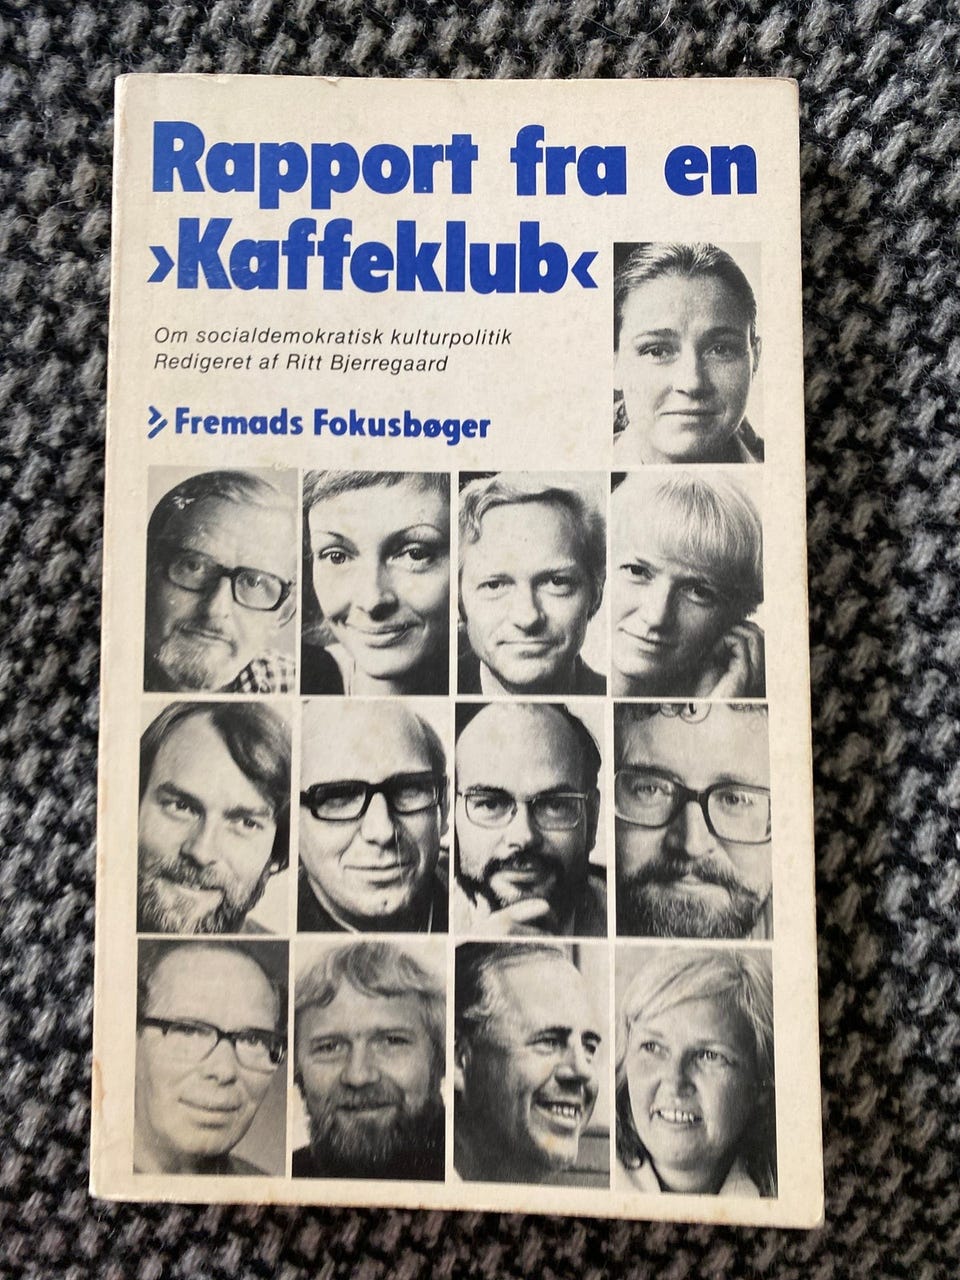 Rapport fra en
›Kaffeklub‹
Om socialdemokratisk kulturpolitik
Redigeret af Ritt Bjerregaard
Fremads Fokusbøger